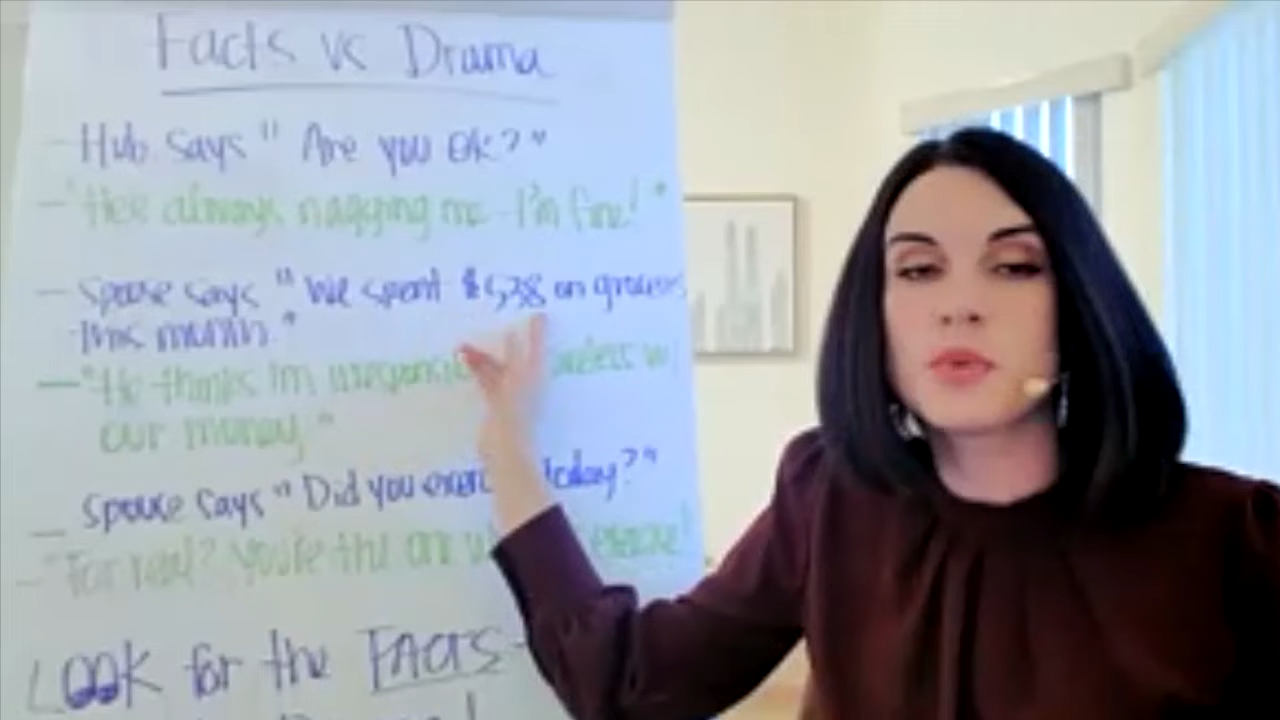 Facts vs Drama
- Hub says "Are you ok?"
- "He's always nagging me - I'm fine!"
- Spouse says "We spent $ on
this month."
- "He thinks I'm w/
our money."
- Spouse says "Did you today?"
- "For real? You're the one
Look for the FACTS -